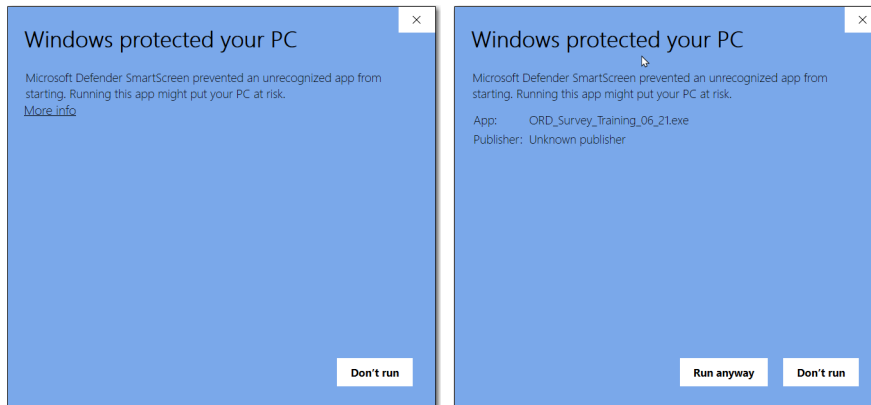 Windows protected your PC
Microsoft Defender SmartScreen prevented an unrecognized app from
starting. Running this app might put your PC at risk.
More info
Don't run
Windows protected your PC
Microsoft Defender SmartScreen prevented an unrecognized app from
starting. Running this app might put your PC at risk.
App: ORD_Survey_Training_06_21.exe
Publisher: Unknown publisher
Run anyway Don't run